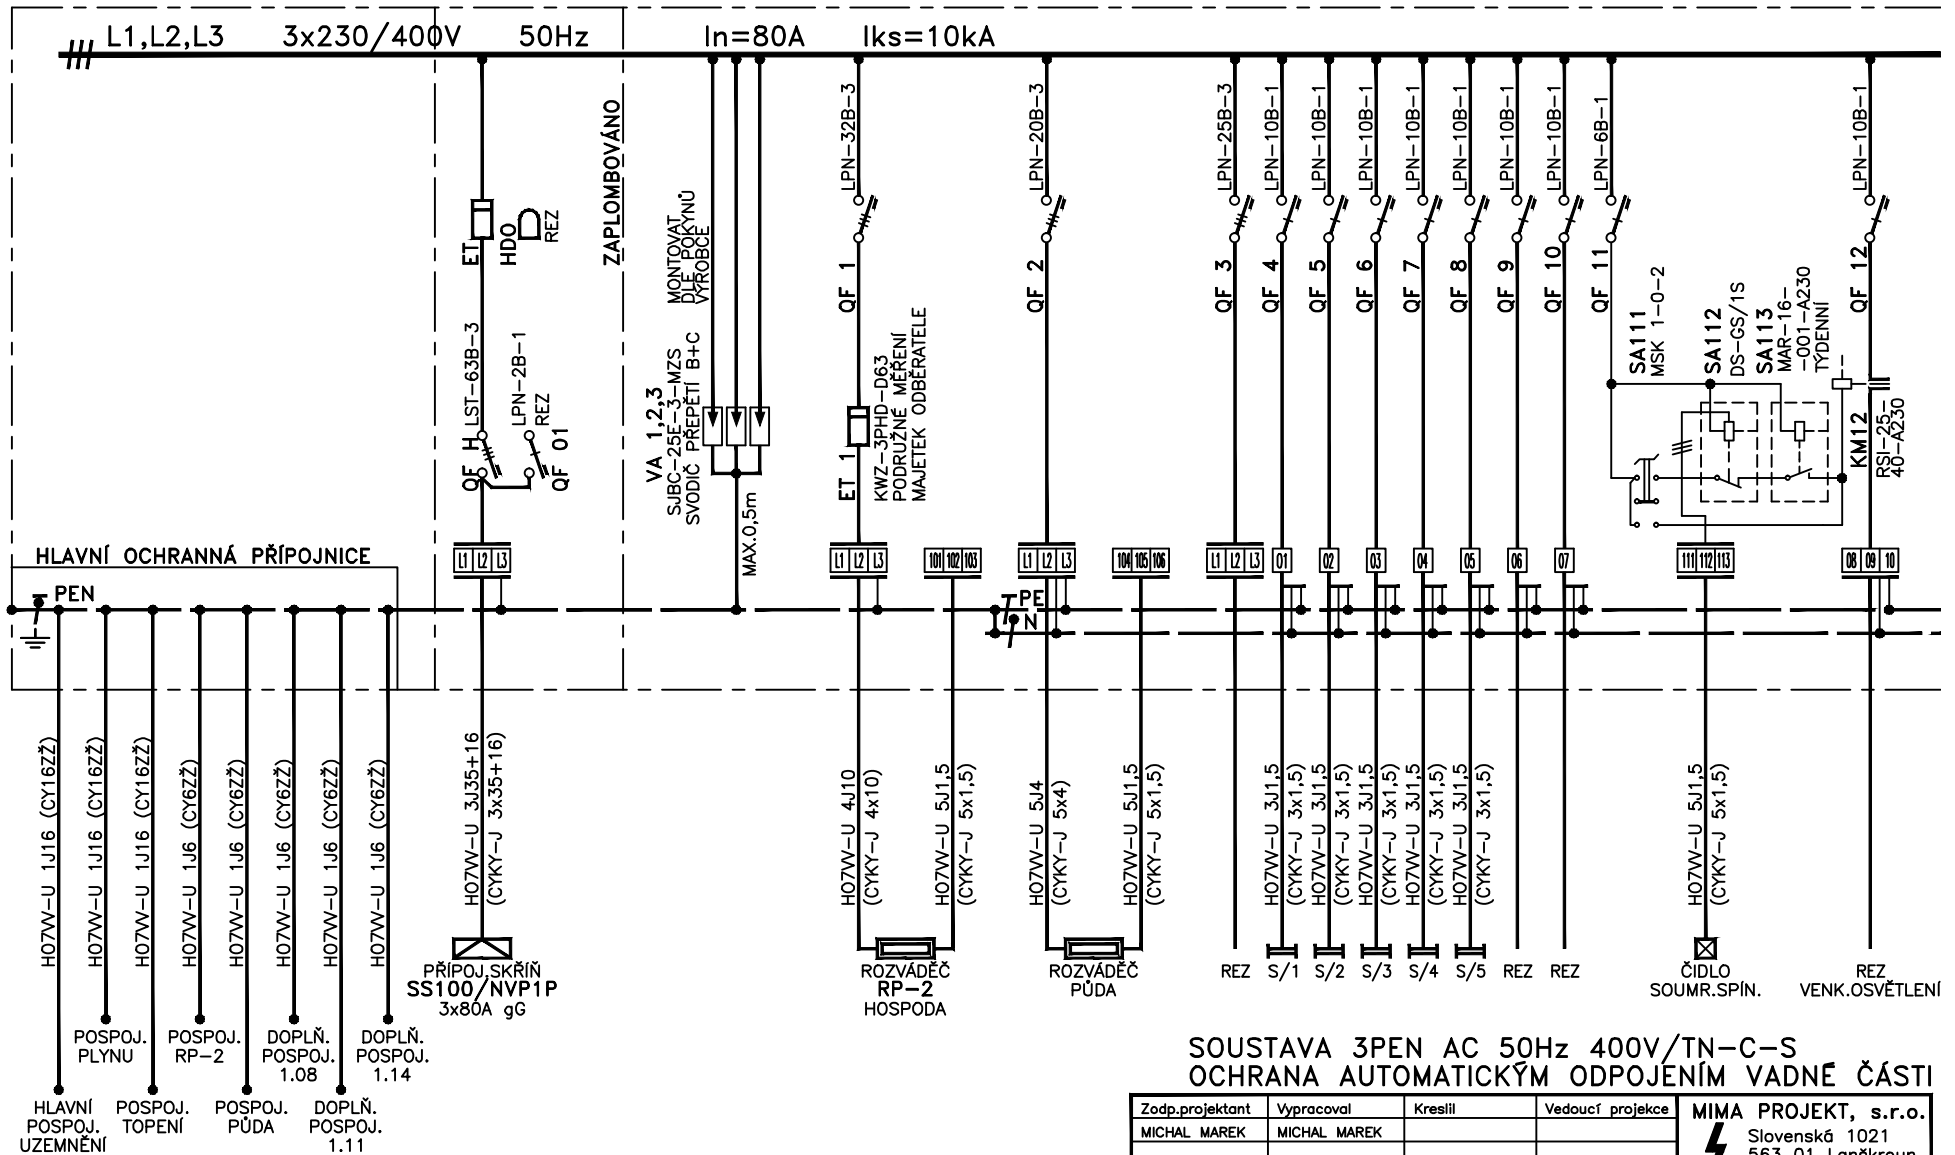 L1,L2,L3 3x230/400V 50Hz In=80A Iks=10kA
ZAPLOMBOVÁNO
ET
HDO
REZ
QF H
LST-63B-3
LPN-2B-1
REZ
QF 01
L1 L2 L3
VA 1,2,3
SJBC-25E-3-MZS
SVODIČ PŘEPĚTÍ B+C
MONTOVAT
DLE POKYNŮ
VÝROBCE
MAX.0,5m
LPN-32B-3
QF 1
ET 1
KWZ-3PHD-D63
PODRUŽNÉ MĚŘENÍ
MAJETEK ODBĚRATELE
L1 L2 L3
101 102 103
LPN-20B-3
QF 2
L1 L2 L3
104 105 106
LPN-25B-3
QF 3
L1 L2 L3
LPN-10B-1
QF 4
01
LPN-10B-1
QF 5
02
LPN-10B-1
QF 6
03
LPN-10B-1
QF 7
04
LPN-10B-1
QF 8
05
LPN-10B-1
QF 9
06
LPN-10B-1
QF 10
07
LPN-6B-1
QF 11
SA111
MSK 1-0-2
SA112
DS-GS/1S
SA113
MAR-16-
-001-A230
TÝDENNÍ
111 112 113
LPN-10B-1
QF 12
KM12
RSI-25-
40-A230
08 09 10
HLAVNÍ OCHRANNÁ PŘÍPOJNICE
PEN
PE
N
H07VV-U 1J16 (CY16ZŽ)
H07VV-U 1J16 (CY16ZŽ)
H07VV-U 1J16 (CY16ZŽ)
H07VV-U 1J6 (CY6ZŽ)
H07VV-U 1J6 (CY6ZŽ)
H07VV-U 1J6 (CY6ZŽ)
H07VV-U 1J6 (CY6ZŽ)
H07VV-U 1J6 (CY6ZŽ)
H07VV-U 3J35+16
(CYKY-J 3x35+16)
H07VV-U 4J10
(CYKY-J 4x10)
H07VV-U 5J1,5
(CYKY-J 5x1,5)
H07VV-U 5J4
(CYKY-J 5x4)
H07VV-U 5J1,5
(CYKY-J 5x1,5)
H07VV-U 3J1,5
(CYKY-J 3x1,5)
H07VV-U 3J1,5
(CYKY-J 3x1,5)
H07VV-U 3J1,5
(CYKY-J 3x1,5)
H07VV-U 3J1,5
(CYKY-J 3x1,5)
H07VV-U 3J1,5
(CYKY-J 3x1,5)
H07VV-U 5J1,5
(CYKY-J 5x1,5)
PŘÍPOJ.SKŘÍŇ
SS100/NVP1P
3x80A gG
ROZVÁDĚČ
RP-2
HOSPODA
ROZVÁDĚČ
PŮDA
REZ
S/1
S/2
S/3
S/4
S/5
REZ
REZ
ČIDLO
SOUMR.SPÍN.
REZ
VENK.OSVĚTLENÍ
POSPOJ.
PLYNU
POSPOJ.
RP-2
DOPLŇ.
POSPOJ.
1.08
DOPLŇ.
POSPOJ.
1.14
HLAVNÍ
POSPOJ.
UZEMNĚNÍ
POSPOJ.
TOPENÍ
POSPOJ.
PŮDA
DOPLŇ.
POSPOJ.
1.11
SOUSTAVA 3PEN AC 50Hz 400V/TN-C-S
OCHRANA AUTOMATICKÝM ODPOJENÍM VADNÉ ČÁSTI
Zodp.projektant Vypracoval Kreslil Vedoucí projekce
MICHAL MAREK MICHAL MAREK
MIMA PROJEKT, s.r.o.
Slovenská 1021
563 01 Lanškroun